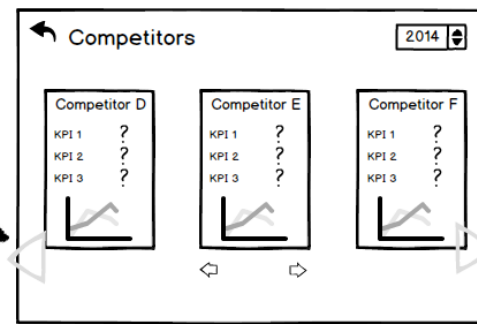 Competitors
2014
Competitor D
KPI 1 ?
KPI 2 ?
KPI 3 ?
Competitor E
KPI 1 ?
KPI 2 ?
KPI 3 ?
Competitor F
KPI 1 ?
KPI 2 ?
KPI 3 ?